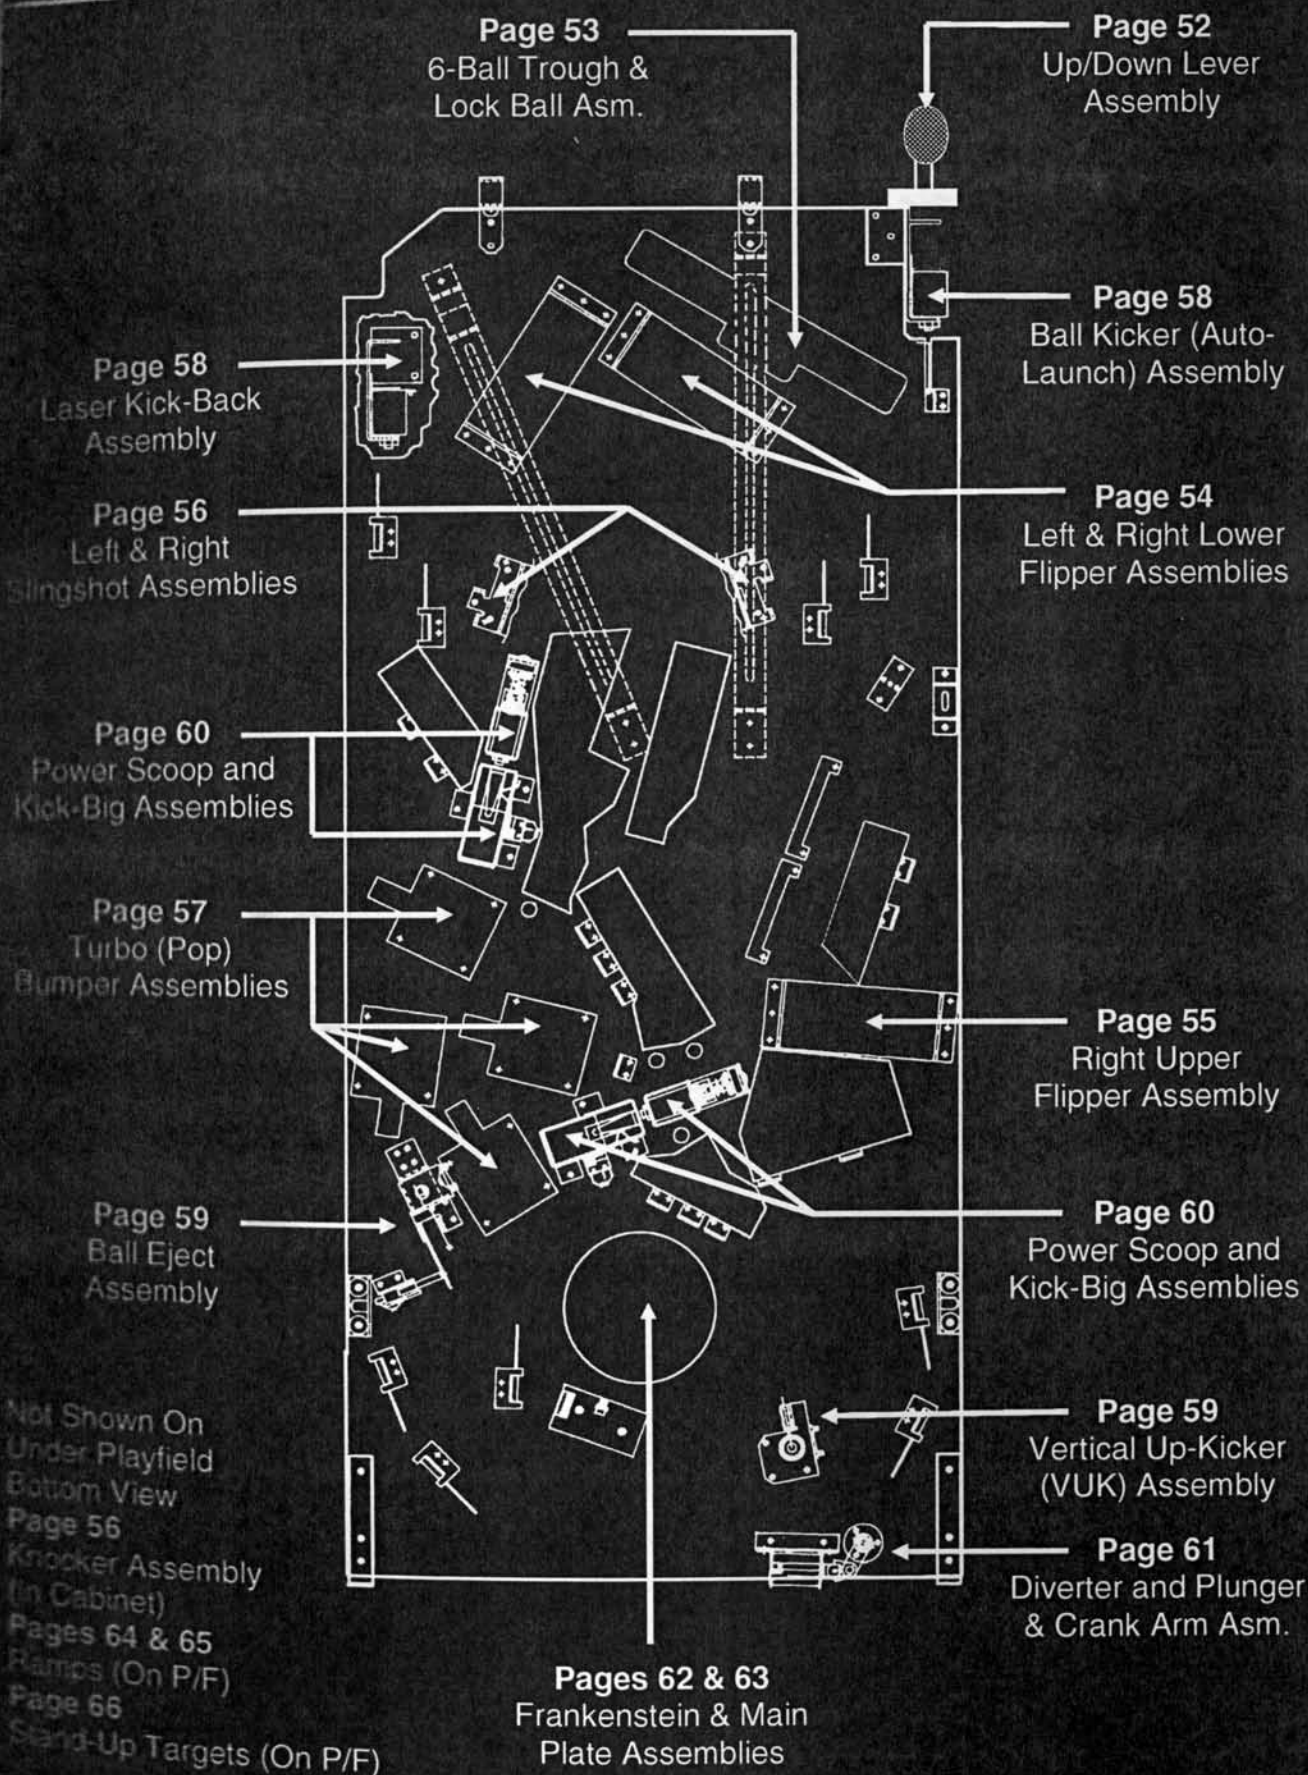 Page 53
6-Ball Trough &
Lock Ball Asm.
Page 52
Up/Down Lever
Assembly
Page 58
Ball Kicker (Auto-
Launch) Assembly
Page 58
Laser Kick-Back
Assembly
Page 54
Left & Right Lower
Flipper Assemblies
Page 56
Left & Right
Slingshot Assemblies
Page 60
Power Scoop and
Kick-Big Assemblies
Page 57
Turbo (Pop)
Bumper Assemblies
Page 55
Right Upper
Flipper Assembly
Page 59
Ball Eject
Assembly
Page 60
Power Scoop and
Kick-Big Assemblies
Page 59
Vertical Up-Kicker
(VUK) Assembly
Page 61
Diverter and Plunger
& Crank Arm Asm.
Not Shown On
Under Playfield
Bottom View
Page 56
Knocker Assembly
(In Cabinet)
Pages 64 & 65
Ramps (On P/F)
Page 66
Stand-Up Targets (On P/F)
Pages 62 & 63
Frankenstein & Main
Plate Assemblies